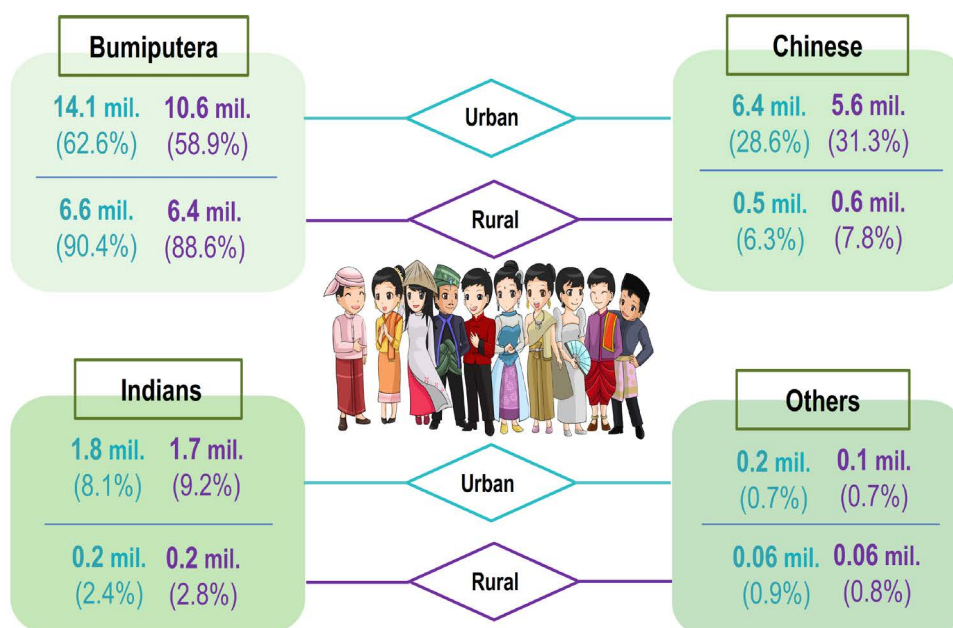 Bumiputera
14.1 mil. 10.6 mil.
(62.6%) (58.9%)
6.6 mil. 6.4 mil.
(90.4%) (88.6%)
Urban
Rural
Chinese
6.4 mil. 5.6 mil.
(28.6%) (31.3%)
0.5 mil. 0.6 mil.
(6.3%) (7.8%)
Indians
1.8 mil. 1.7 mil.
(8.1%) (9.2%)
0.2 mil. 0.2 mil.
(2.4%) (2.8%)
Urban
Rural
Others
0.2 mil. 0.1 mil.
(0.7%) (0.7%)
0.06 mil. 0.06 mil.
(0.9%) (0.8%)